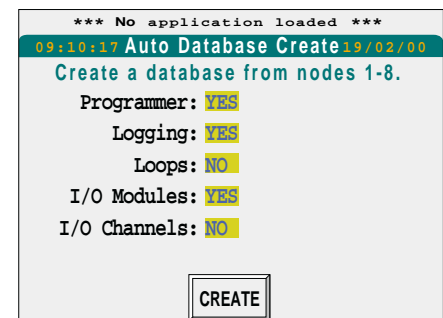 *** No application loaded ***
09:10:17 Auto Database Create 19/02/00
Create a database from nodes 1-8.
Programmer: YES
Logging: YES
Loops: NO
I/O Modules: YES
I/O Channels: NO
CREATE